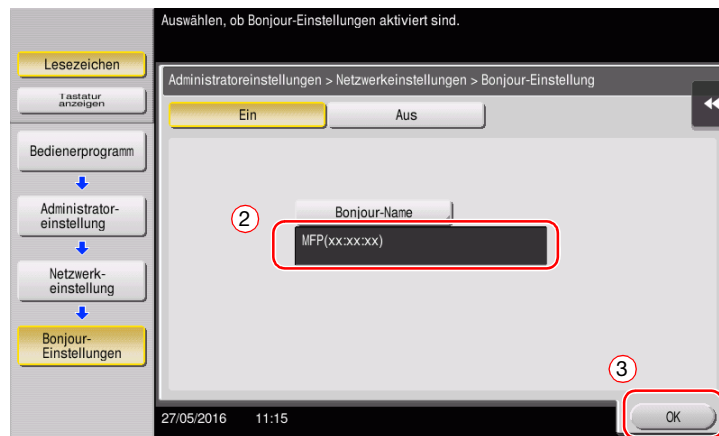 Auswählen, ob Bonjour-Einstellungen aktiviert sind.
Lesezeichen
Tastatur
anzeigen
Bedienerprogramm
Administrator-
einstellung
Netzwerk-
einstellung
Bonjour-
Einstellungen
Administratoreinstellungen > Netzwerkeinstellungen > Bonjour-Einstellung
Ein
Aus
2
Bonjour-Name
MFP(xx:xx:xx)
3
27/05/2016 11:15
OK